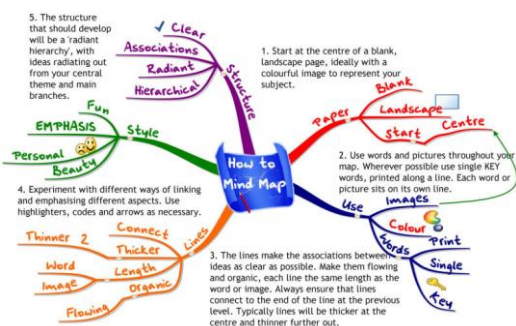 5. The structure
that should develop
will be a 'radiant
hierarchy', with
ideas radiating out
from your central
theme and main
branches.
Clear
Associations
Radiant
Hierarchical
Structure
1. Start at the centre of a blank,
landscape page, ideally with a
colourful image to represent your
subject.
Paper
Blank
Landscape
Start
Centre
Fun
EMPHASIS
Personal
Beauty
Style
How to
Mind Map
2. Use words and pictures throughout your
map. Wherever possible use single KEY
words, printed along a line. Each word or
picture sits on its own line.
4. Experiment with different ways of linking
and emphasising different aspects. Use
highlighters, codes and arrows as necessary.
Use
Images
Colour
Words
Print
Single
Key
Lines
Connect
Thinner 2
Thicker
Length
Word
Image
Organic
Flowing
3. The lines make the associations between
ideas as clear as possible. Make them flowing
and organic, each line the same length as the
word or image. Always ensure that lines
connect to the end of the line at the previous
level. Typically lines will be thicker at the
centre and thinner further out.